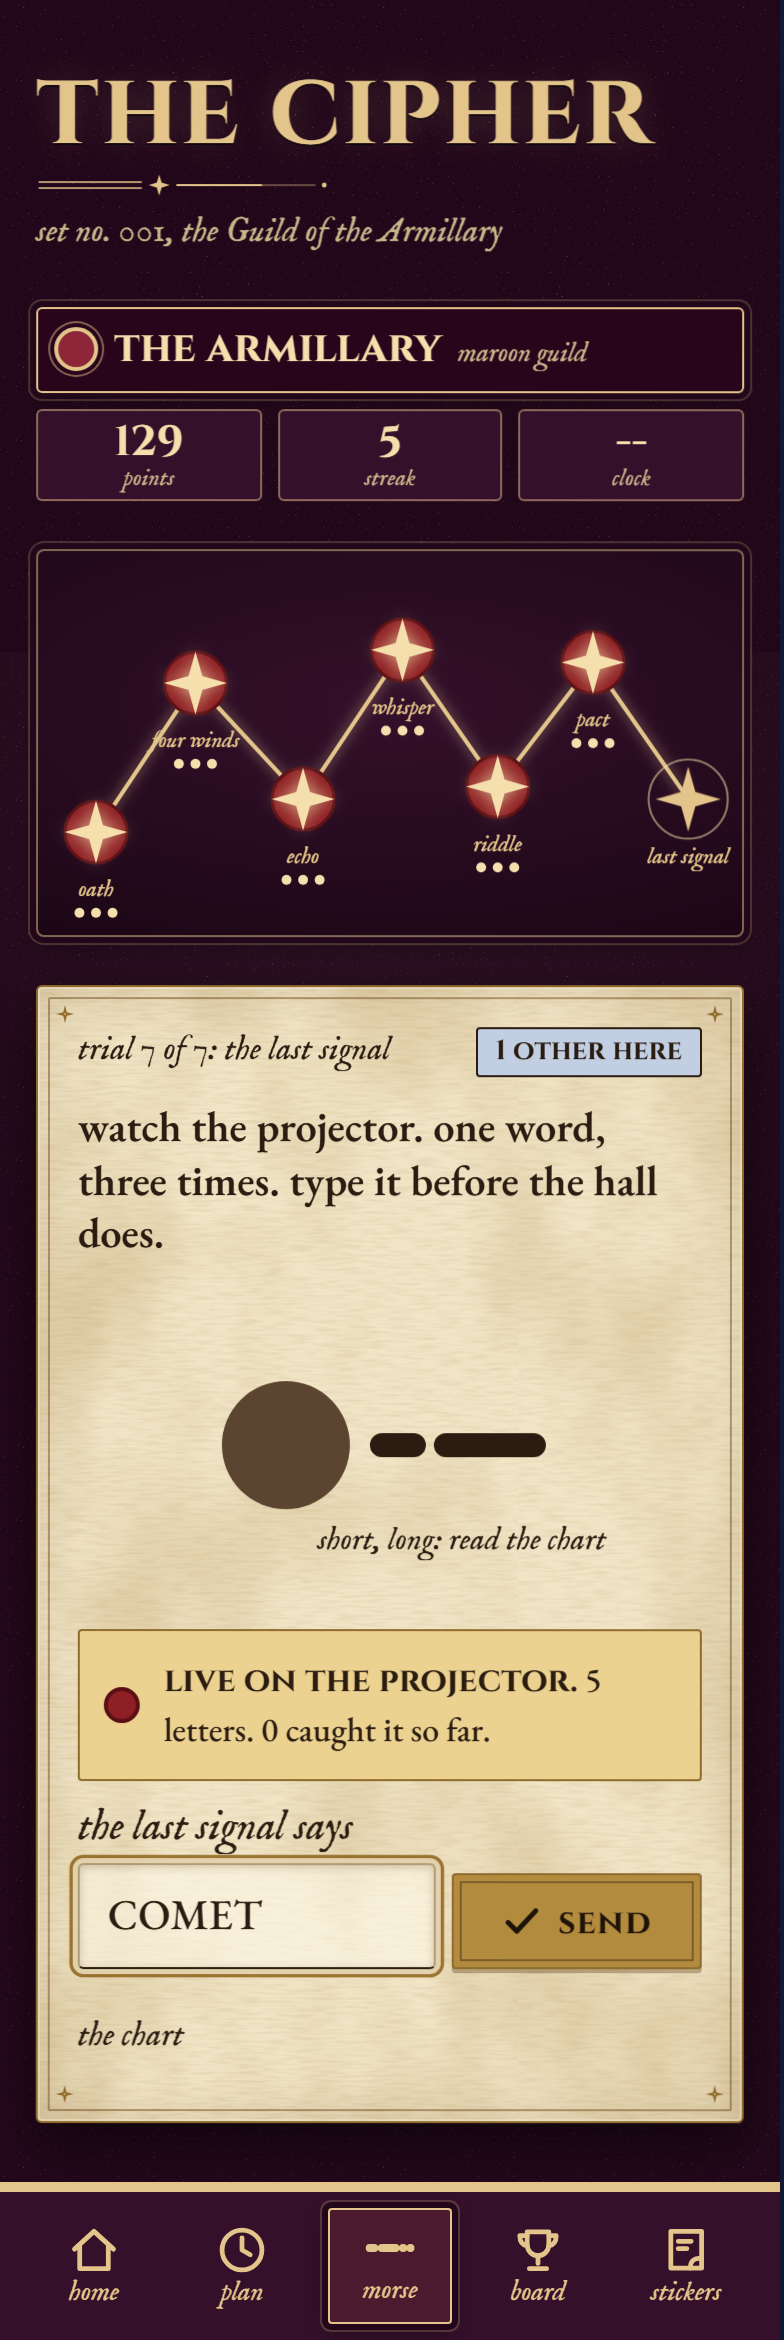 THE CIPHER
set no. 001, the Guild of the Armillary
THE ARMILLARY maroon guild
129
points
5
streak
--
clock
four winds
whisper
pact
oath
echo
riddle
last signal
trial 7 of 7: the last signal
1 OTHER HERE
watch the projector. one word,
three times. type it before the hall
does.
short, long: read the chart
LIVE ON THE PROJECTOR. 5
letters. 0 caught it so far.
the last signal says
COMET
SEND
the chart
home
plan
morse
board
stickers